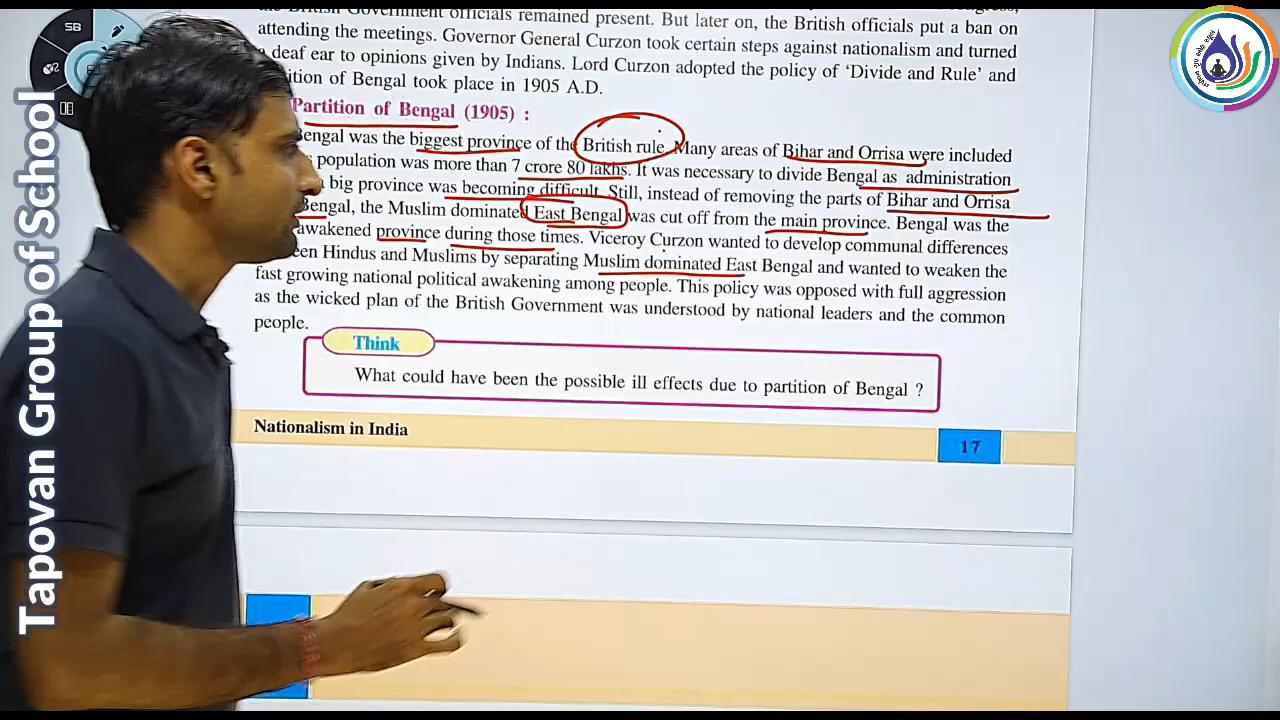 British Government officials remained present. But later on, the British officials put a ban on
attending the meetings. Governor General Curzon took certain steps against nationalism and turned
deaf ear to opinions given by Indians. Lord Curzon adopted the policy of ‘Divide and Rule’ and
ition of Bengal took place in 1905 A.D.
Partition of Bengal (1905) :
Bengal was the biggest province of the British rule. Many areas of Bihar and Orrisa were included
population was more than 7 crore 80 lakhs. It was necessary to divide Bengal as administration
big province was becoming difficult. Still, instead of removing the parts of Bihar and Orrisa
Bengal, the Muslim dominated East Bengal was cut off from the main province. Bengal was the
awakened province during those times. Viceroy Curzon wanted to develop communal differences
een Hindus and Muslims by separating Muslim dominated East Bengal and wanted to weaken the
fast growing national political awakening among people. This policy was opposed with full aggression
as the wicked plan of the British Government was understood by national leaders and the common
people.
Think
What could have been the possible ill effects due to partition of Bengal ?
Nationalism in India
17
Tapovan Group of School
SB